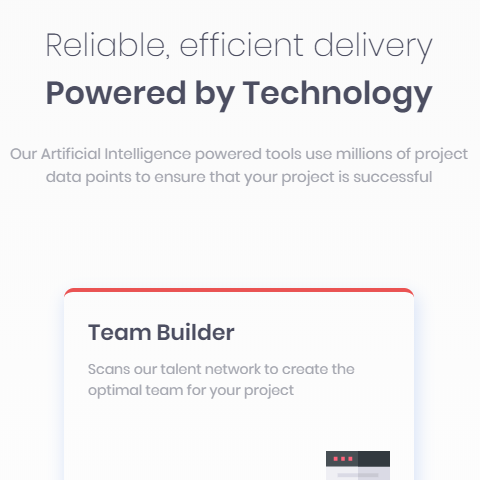 Reliable, efficient delivery
Powered by Technology
Our Artificial Intelligence powered tools use millions of project
data points to ensure that your project is successful
Team Builder
Scans our talent network to create the
optimal team for your project